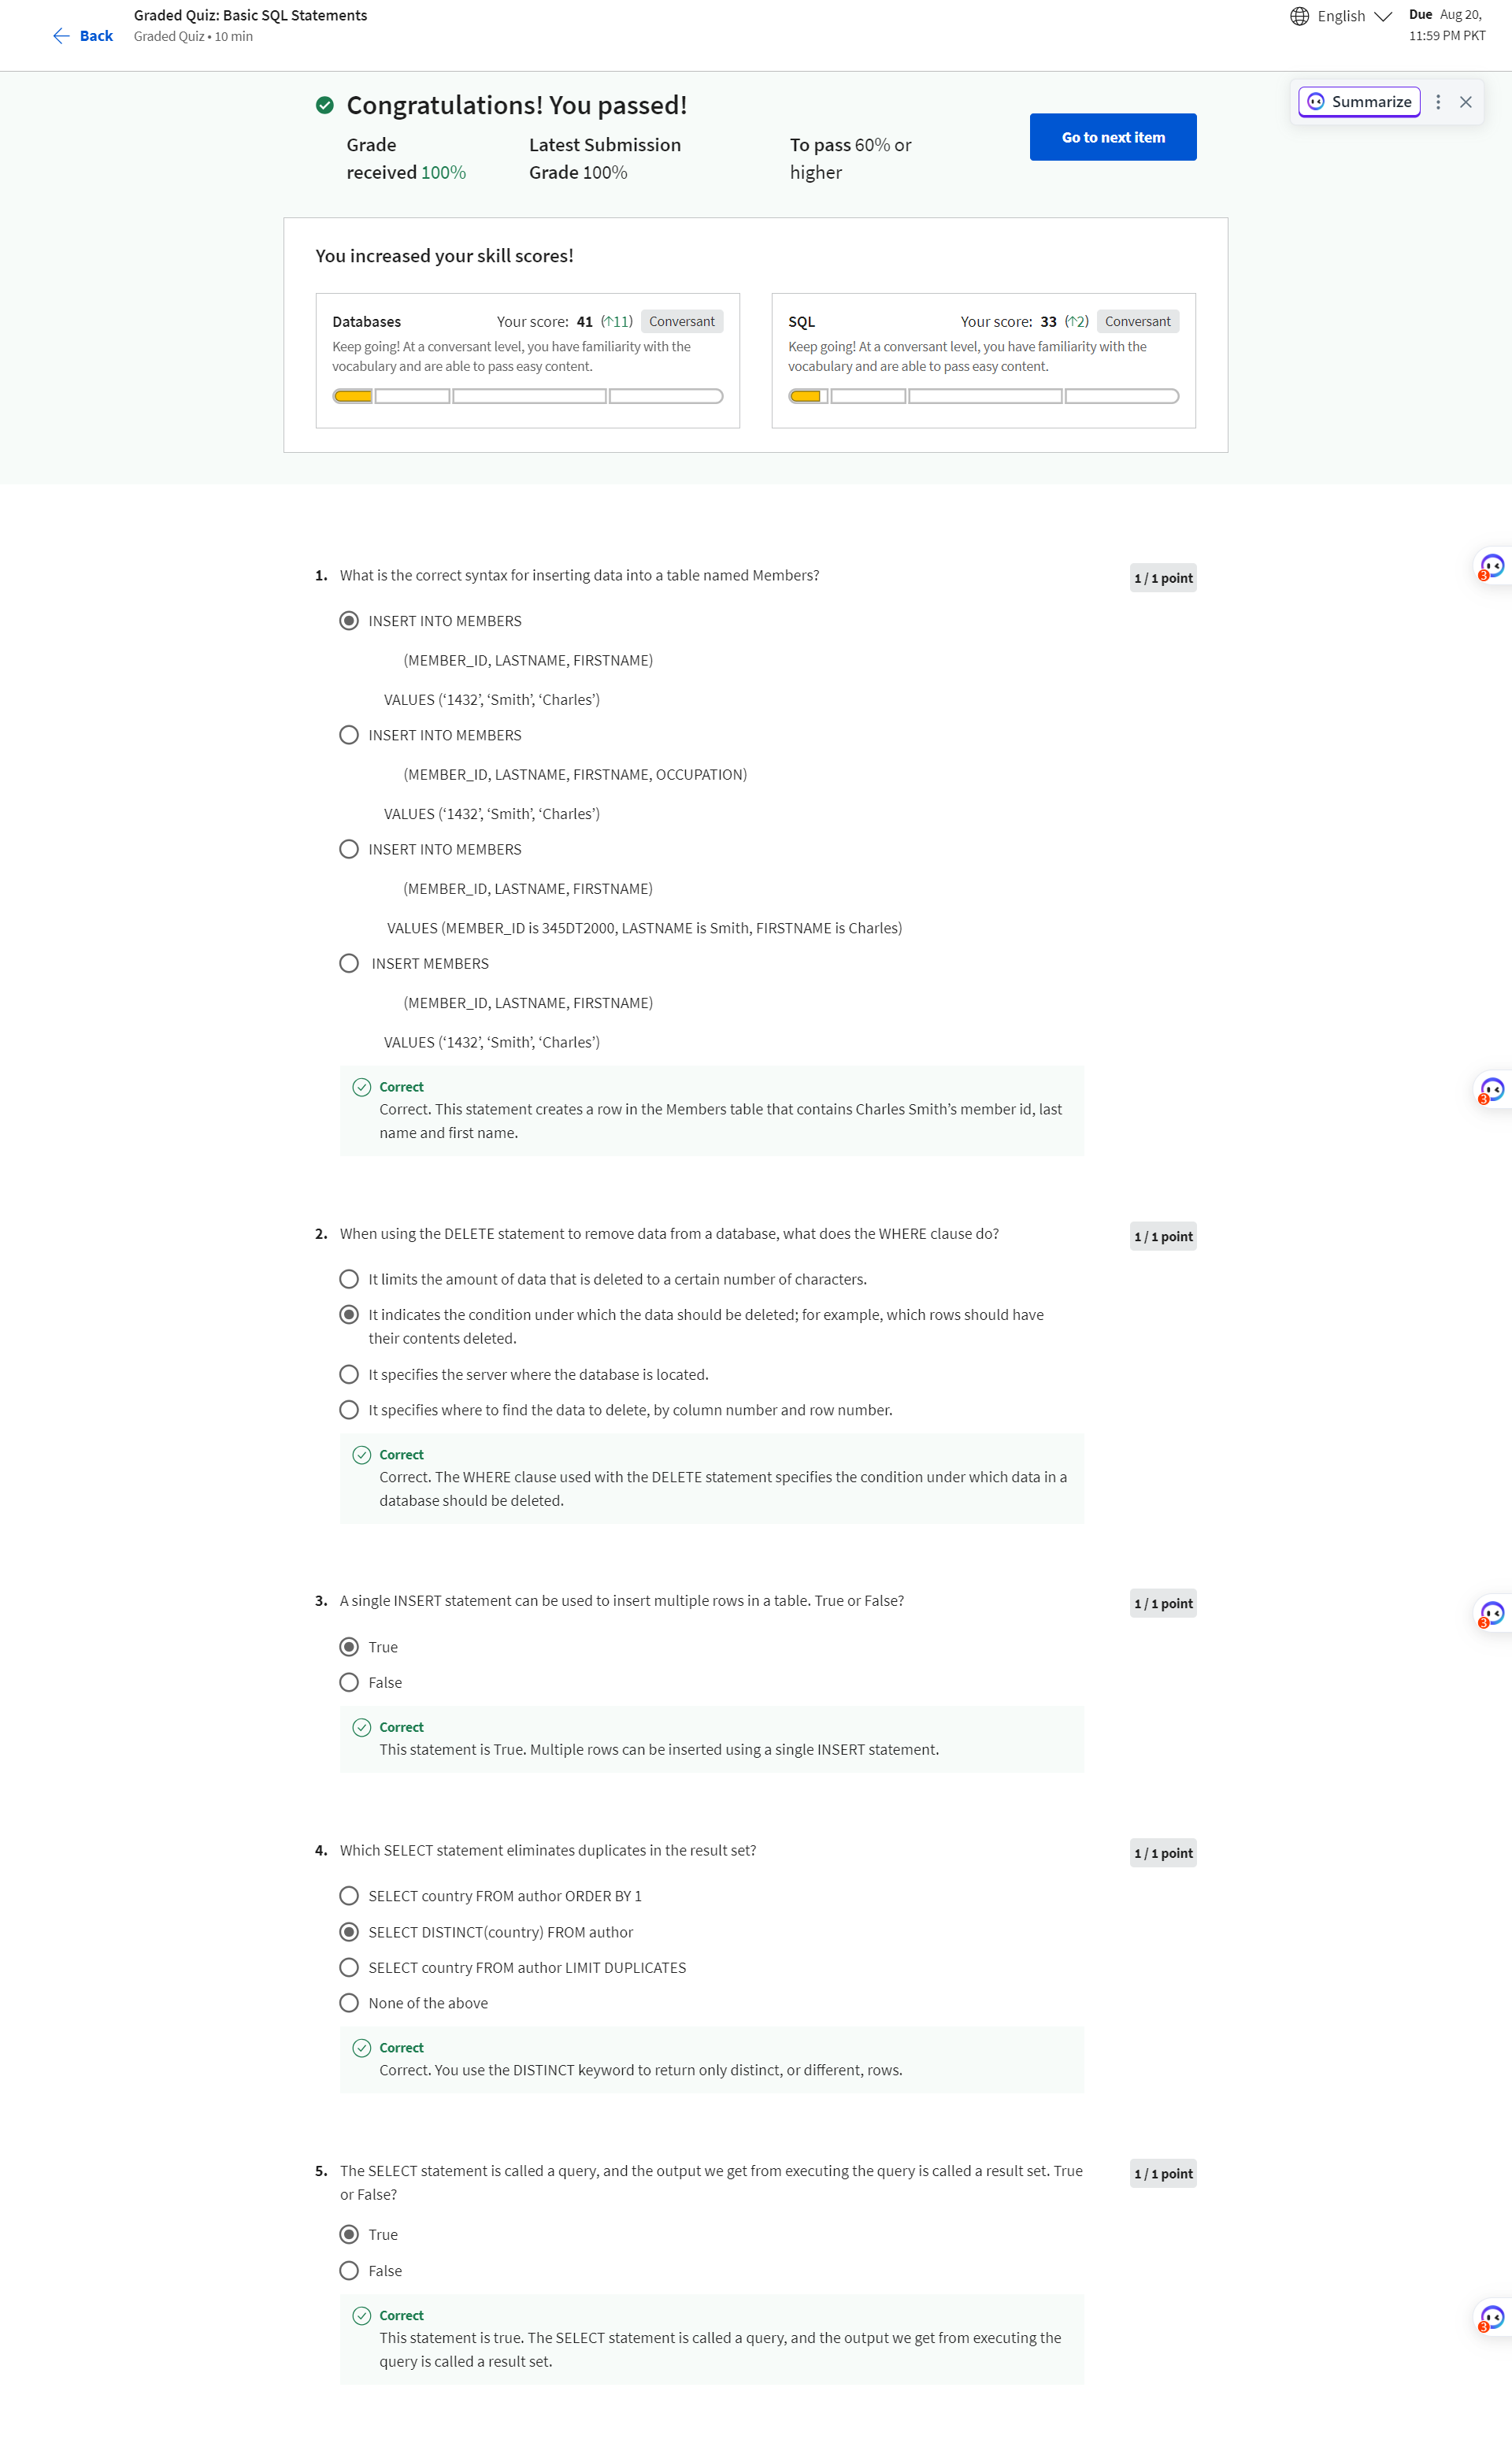 Back
Graded Quiz: Basic SQL Statements
Graded Quiz • 10 min
English
Due Aug 20,
11:59 PM PKT
Summarize
Congratulations! You passed!
Grade
received 100%
Latest Submission
Grade 100%
To pass 60% or
higher
Go to next item
You increased your skill scores!
Databases
Your score: 41 (↑11) Conversant
Keep going! At a conversant level, you have familiarity with the
vocabulary and are able to pass easy content.
SQL
Your score: 33 (↑2) Conversant
Keep going! At a conversant level, you have familiarity with the
vocabulary and are able to pass easy content.
1. What is the correct syntax for inserting data into a table named Members?
1 / 1 point
3
INSERT INTO MEMBERS
(MEMBER_ID, LASTNAME, FIRSTNAME)
VALUES (‘1432’, ‘Smith’, ‘Charles’)
INSERT INTO MEMBERS
(MEMBER_ID, LASTNAME, FIRSTNAME, OCCUPATION)
VALUES (‘1432’, ‘Smith’, ‘Charles’)
INSERT INTO MEMBERS
(MEMBER_ID, LASTNAME, FIRSTNAME)
VALUES (MEMBER_ID is 345DT2000, LASTNAME is Smith, FIRSTNAME is Charles)
INSERT MEMBERS
(MEMBER_ID, LASTNAME, FIRSTNAME)
VALUES (‘1432’, ‘Smith’, ‘Charles’)
Correct
Correct. This statement creates a row in the Members table that contains Charles Smith’s member id, last
name and first name.
3
2. When using the DELETE statement to remove data from a database, what does the WHERE clause do?
1 / 1 point
It limits the amount of data that is deleted to a certain number of characters.
It indicates the condition under which the data should be deleted; for example, which rows should have
their contents deleted.
It specifies the server where the database is located.
It specifies where to find the data to delete, by column number and row number.
Correct
Correct. The WHERE clause used with the DELETE statement specifies the condition under which data in a
database should be deleted.
3. A single INSERT statement can be used to insert multiple rows in a table. True or False?
1 / 1 point
3
True
False
Correct
This statement is True. Multiple rows can be inserted using a single INSERT statement.
4. Which SELECT statement eliminates duplicates in the result set?
1 / 1 point
SELECT country FROM author ORDER BY 1
SELECT DISTINCT(country) FROM author
SELECT country FROM author LIMIT DUPLICATES
None of the above
Correct
Correct. You use the DISTINCT keyword to return only distinct, or different, rows.
5. The SELECT statement is called a query, and the output we get from executing the query is called a result set. True
or False?
1 / 1 point
True
False
Correct
This statement is true. The SELECT statement is called a query, and the output we get from executing the
query is called a result set.
3